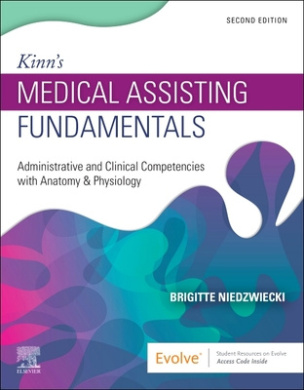 SECOND EDITION
Kinn's
MEDICAL ASSISTING
FUNDAMENTALS
Administrative and Clinical Competencies
with Anatomy & Physiology
BRIGITTE NIEDZWIECKI
ELSEVIER
Evolve
Student Resources on Evolve
Access Code Inside